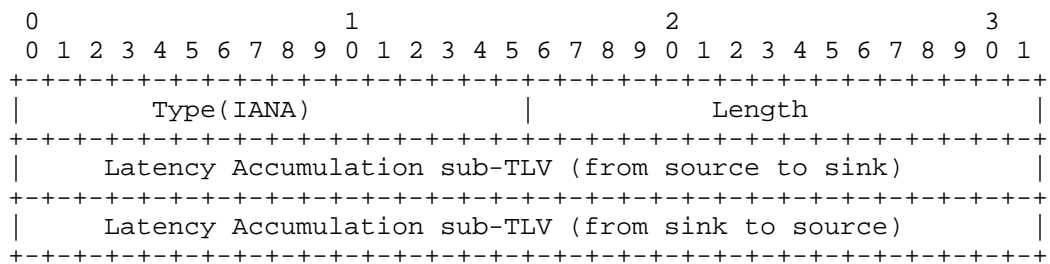 0                   1                   2                   3
 0 1 2 3 4 5 6 7 8 9 0 1 2 3 4 5 6 7 8 9 0 1 2 3 4 5 6 7 8 9 0 1
+-+-+-+-+-+-+-+-+-+-+-+-+-+-+-+-+-+-+-+-+-+-+-+-+-+-+-+-+-+-+-+-+
|        Type(IANA)             |           Length              |
+-+-+-+-+-+-+-+-+-+-+-+-+-+-+-+-+-+-+-+-+-+-+-+-+-+-+-+-+-+-+-+-+
|     Latency Accumulation sub-TLV (from source to sink)        |
+-+-+-+-+-+-+-+-+-+-+-+-+-+-+-+-+-+-+-+-+-+-+-+-+-+-+-+-+-+-+-+-+
|     Latency Accumulation sub-TLV (from sink to source)        |
+-+-+-+-+-+-+-+-+-+-+-+-+-+-+-+-+-+-+-+-+-+-+-+-+-+-+-+-+-+-+-+-+